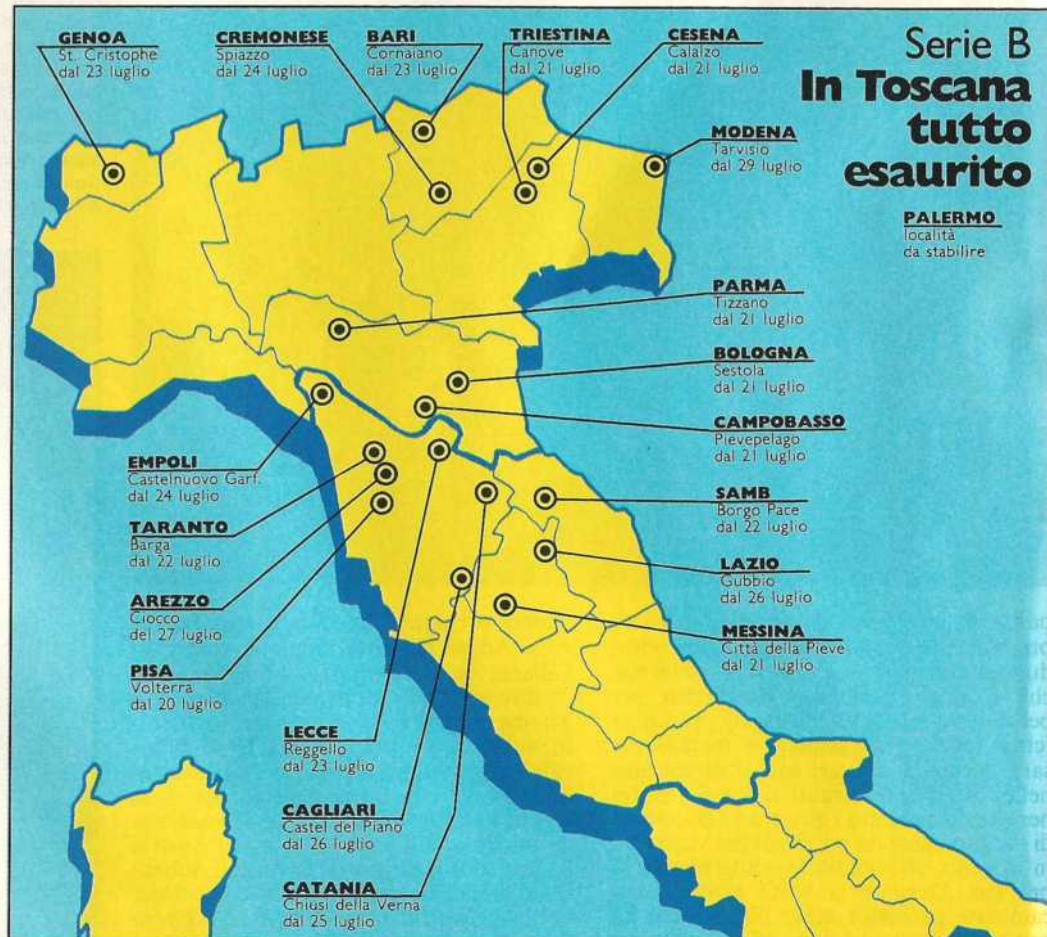 Serie B
In Toscana
tutto
esaurito
GENOA
St. Cristophe
dal 23 luglio
CREMONESE
Spiazzo
dal 24 luglio
BARI
Cornaiano
dal 23 luglio
TRIESTINA
Canove
dal 21 luglio
CESENA
Calalzo
dal 21 luglio
MODENA
Tarvisio
dal 29 luglio
PALERMO
località
da stabilire
PARMA
Tizzano
dal 21 luglio
BOLOGNA
Sestola
dal 21 luglio
CAMPOBASSO
Pievepelago
dal 21 luglio
SAMB
Borgo Pace
dal 22 luglio
LAZIO
Gubbio
dal 26 luglio
MESSINA
Città della Pieve
dal 21 luglio
EMPOLI
Castelnuovo Garf.
dal 24 luglio
TARANTO
Barga
dal 22 luglio
AREZZO
Ciocco
del 27 luglio
PISA
Volterra
dal 20 luglio
LECCE
Reggello
dal 23 luglio
CAGLIARI
Castel del Piano
dal 26 luglio
CATANIA
Chiusi della Verna
dal 25 luglio